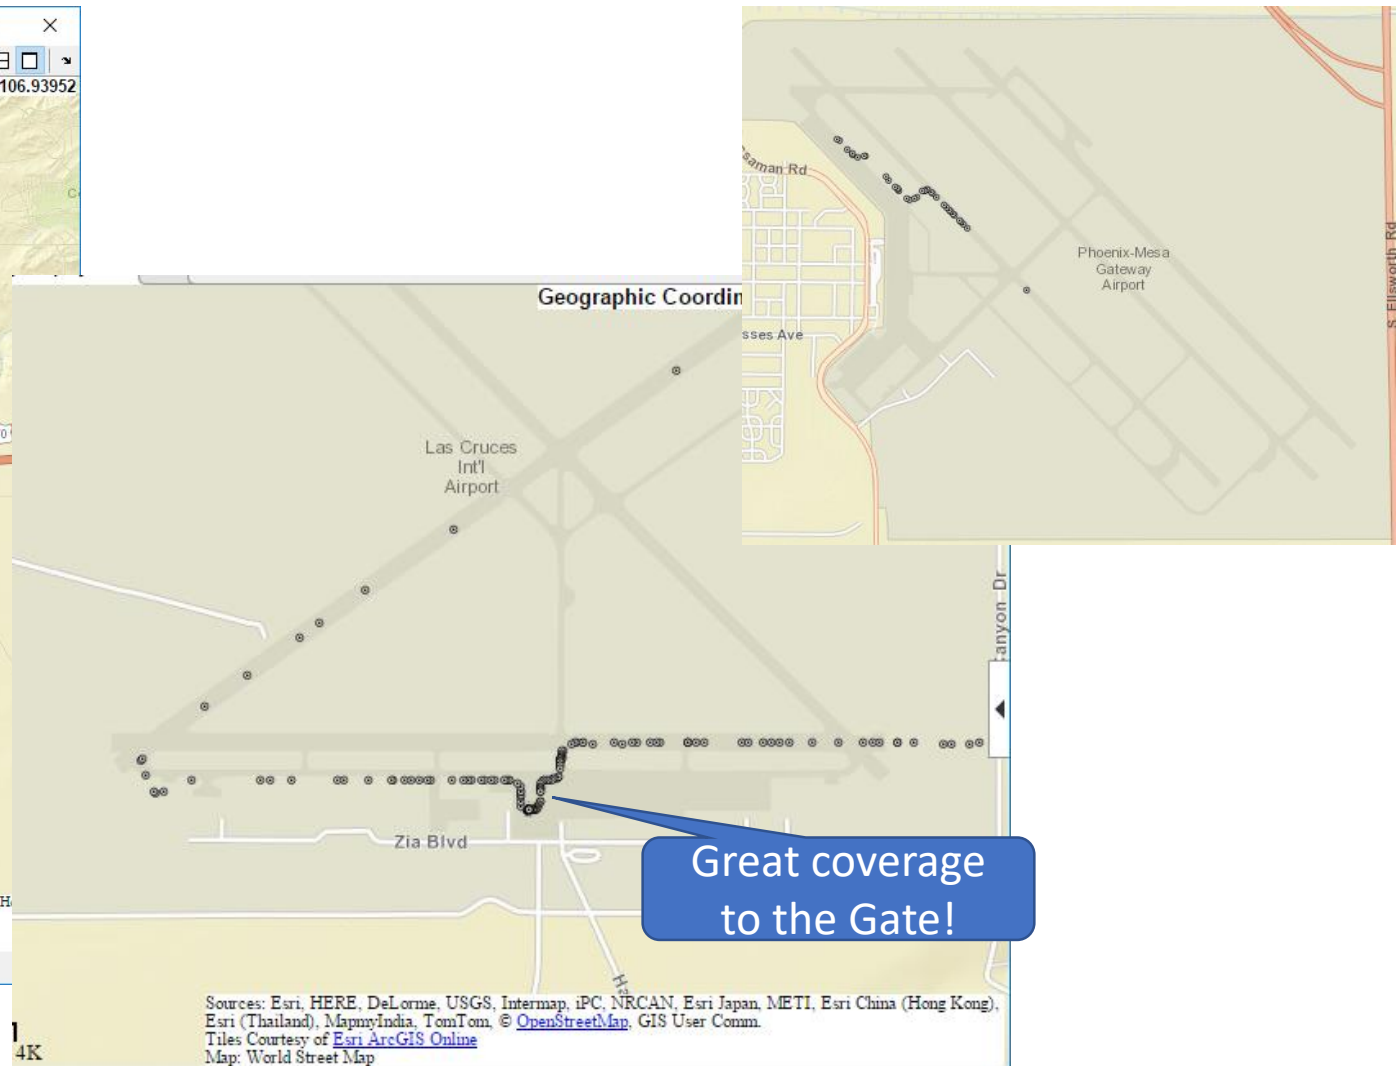 106.93952
Geographic Coordin
saman Rd
sses Ave
Phoenix-Mesa
Gateway
Airport
S Ellsworth Rd
Las Cruces
Int'l
Airport
anyon Dr
Zia Blvd
Great coverage
to the Gate!
Ha
Sources: Esri, HERE, DeLorme, USGS, Intermap, iPC, NRCAN, Esri Japan, METI, Esri China (Hong Kong),
Esri (Thailand), MapmyIndia, TomTom, © OpenStreetMap, GIS User Comm.
Tiles Courtesy of Esri ArcGIS Online
Map: World Street Map
4K